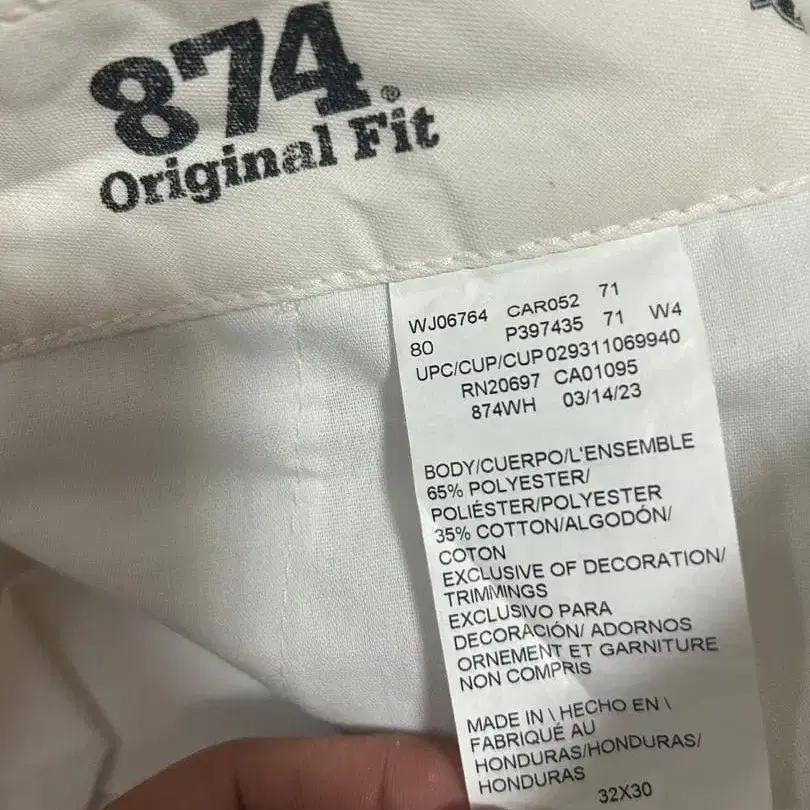 874®
Original Fit
WJ06764 CAR052 71
80 P397435 71 W4
UPC/CUP/CUP029311069940
RN20697 CA01095
874WH 03/14/23
BODY/CUERPO/L'ENSEMBLE
65% POLYESTER/
POLIÉSTER/POLYESTER
35% COTTON/ALGODÓN/
COTON
EXCLUSIVE OF DECORATION/
TRIMMINGS
EXCLUSIVO PARA
DECORACIÓN/ ADORNOS
ORNEMENT ET GARNITURE
NON COMPRIS
MADE IN \ HECHO EN \
FABRIQUÉ AU
HONDURAS/HONDURAS/
HONDURAS
32X30